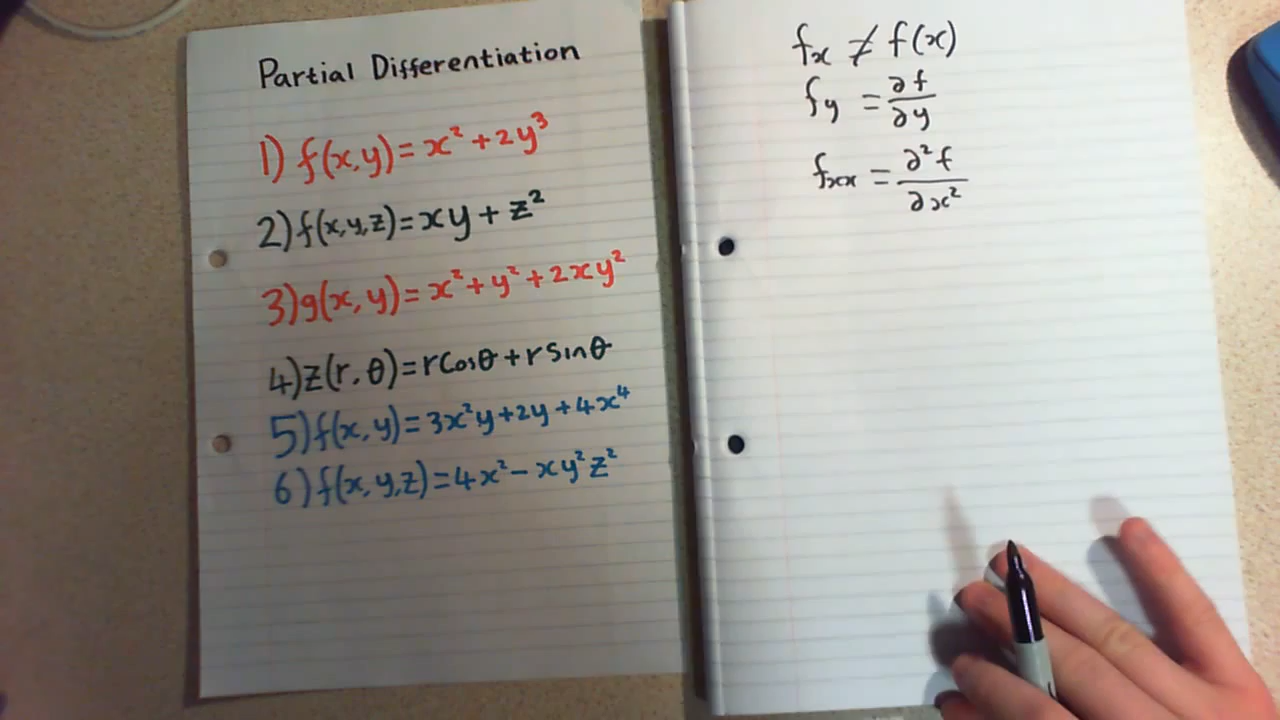 Partial Differentiation
1) f(x,y) = x² + 2y³
2) f(x,y,z) = xy + z²
3) g(x,y) = x² + y² + 2xy²
4) z(r,θ) = rcosθ + rsinθ
5) f(x,y) = 3x²y + 2y + 4x⁴
6) f(x,y,z) = 4x² - xy²z²
fₓ ≠ f(x)
f_y = ∂f/∂y
fₓₓ = ∂²f/∂x²